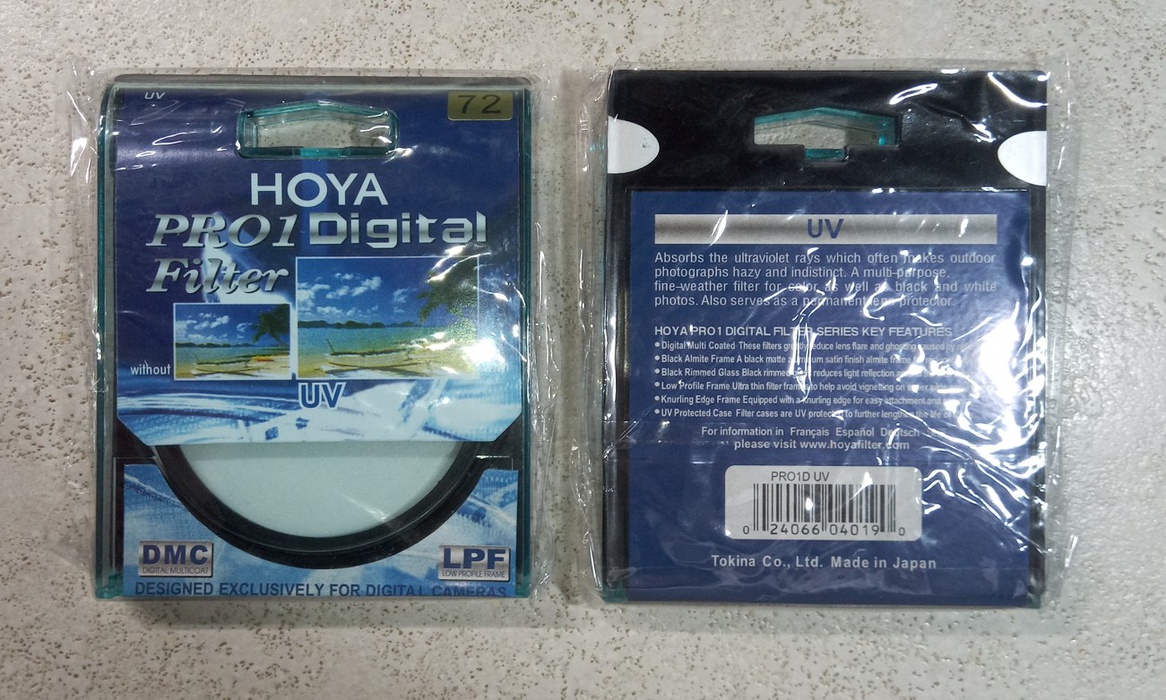 UV
72
HOYA
PRO1 Digital
Filter
without
UV
DMC
DIGITAL MULTICOAT
LPF
LOW PROFILE FRAME
DESIGNED EXCLUSIVELY FOR DIGITAL CAMERAS
UV
Absorbs the ultraviolet rays which often makes outdoor
photographs hazy and indistinct. A multi-purpose,
fine-weather filter for color as well as black and white
photos. Also serves as a permanent lens protector.
HOYA PRO1 DIGITAL FILTER SERIES KEY FEATURES
• Digital Multi Coated These filters greatly reduce lens flare and ghosting caused by
• Black Almite Frame A black matte aluminum satin finish almite frame
• Black Rimmed Glass Black rimmed reduces light reflection
• Low Profile Frame Ultra thin filter frame to help avoid vignetting on
• Knurling Edge Frame Equipped with a knurling edge for easy attachment and
• UV Protected Case Filter cases are UV protected to further lengthen the life of
For information in Français Español Deutsch
please visit www.hoyafilter.com
PRO1D UV
0 24066 04019 0
Tokina Co., Ltd. Made in Japan